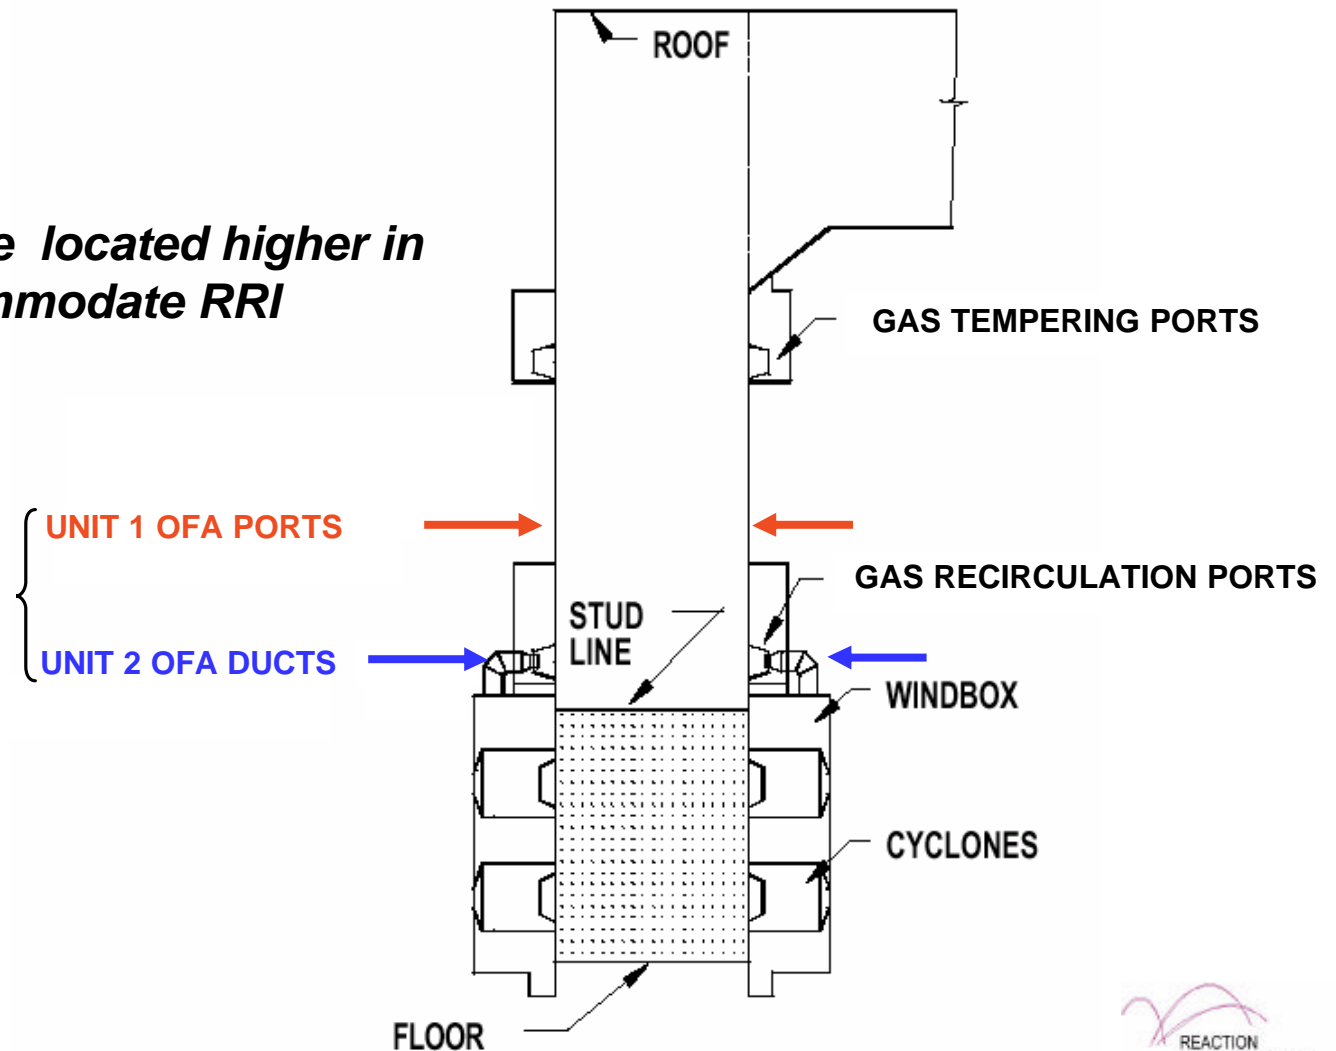 ROOF
e located higher in
mmodate RRI
GAS TEMPERING PORTS
UNIT 1 OFA PORTS
GAS RECIRCULATION PORTS
STUD
LINE
UNIT 2 OFA DUCTS
WINDBOX
CYCLONES
FLOOR
REACTION